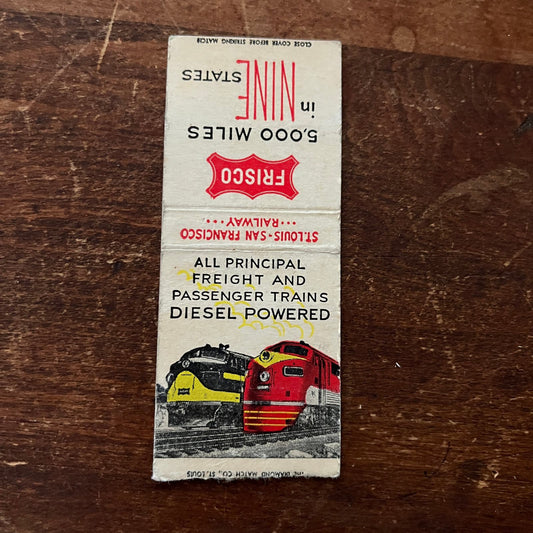 CLOSE COVER BEFORE STRIKING MATCH
5,000 MILES
in NINE STATES
FRISCO
ST. LOUIS-SAN FRANCISCO
...RAILWAY...
ALL PRINCIPAL
FREIGHT AND
PASSENGER TRAINS
DIESEL POWERED
THE DIAMOND MATCH CO., ST. LOUIS